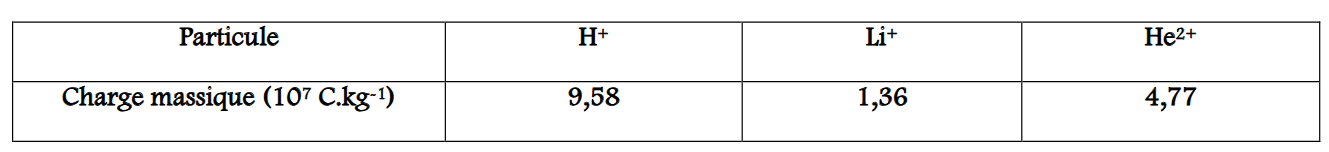 Particule H⁺ Li⁺ He²⁺
Charge massique (10⁷ C.kg⁻¹) 9,58 1,36 4,77